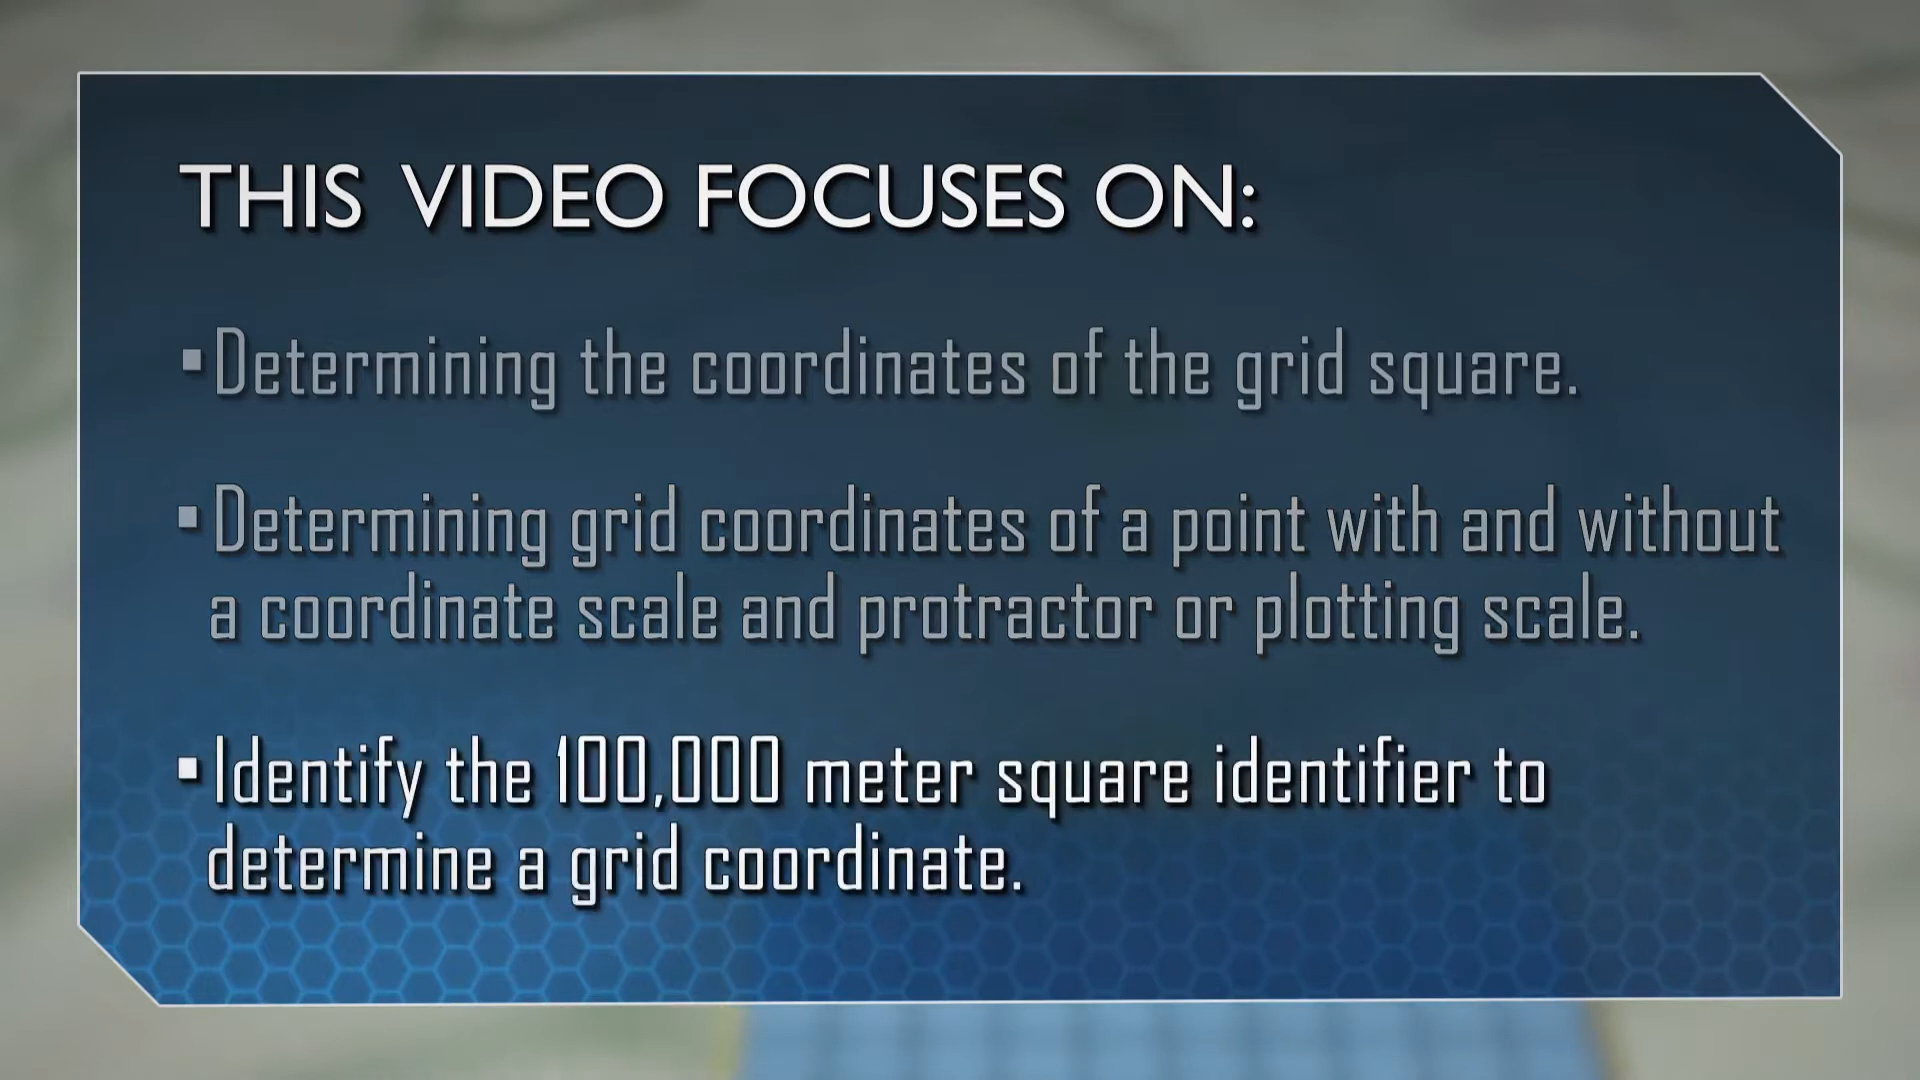 THIS VIDEO FOCUSES ON:
▪Determining the coordinates of the grid square.
▪Determining grid coordinates of a point with and without
a coordinate scale and protractor or plotting scale.
▪Identify the 100,000 meter square identifier to
determine a grid coordinate.